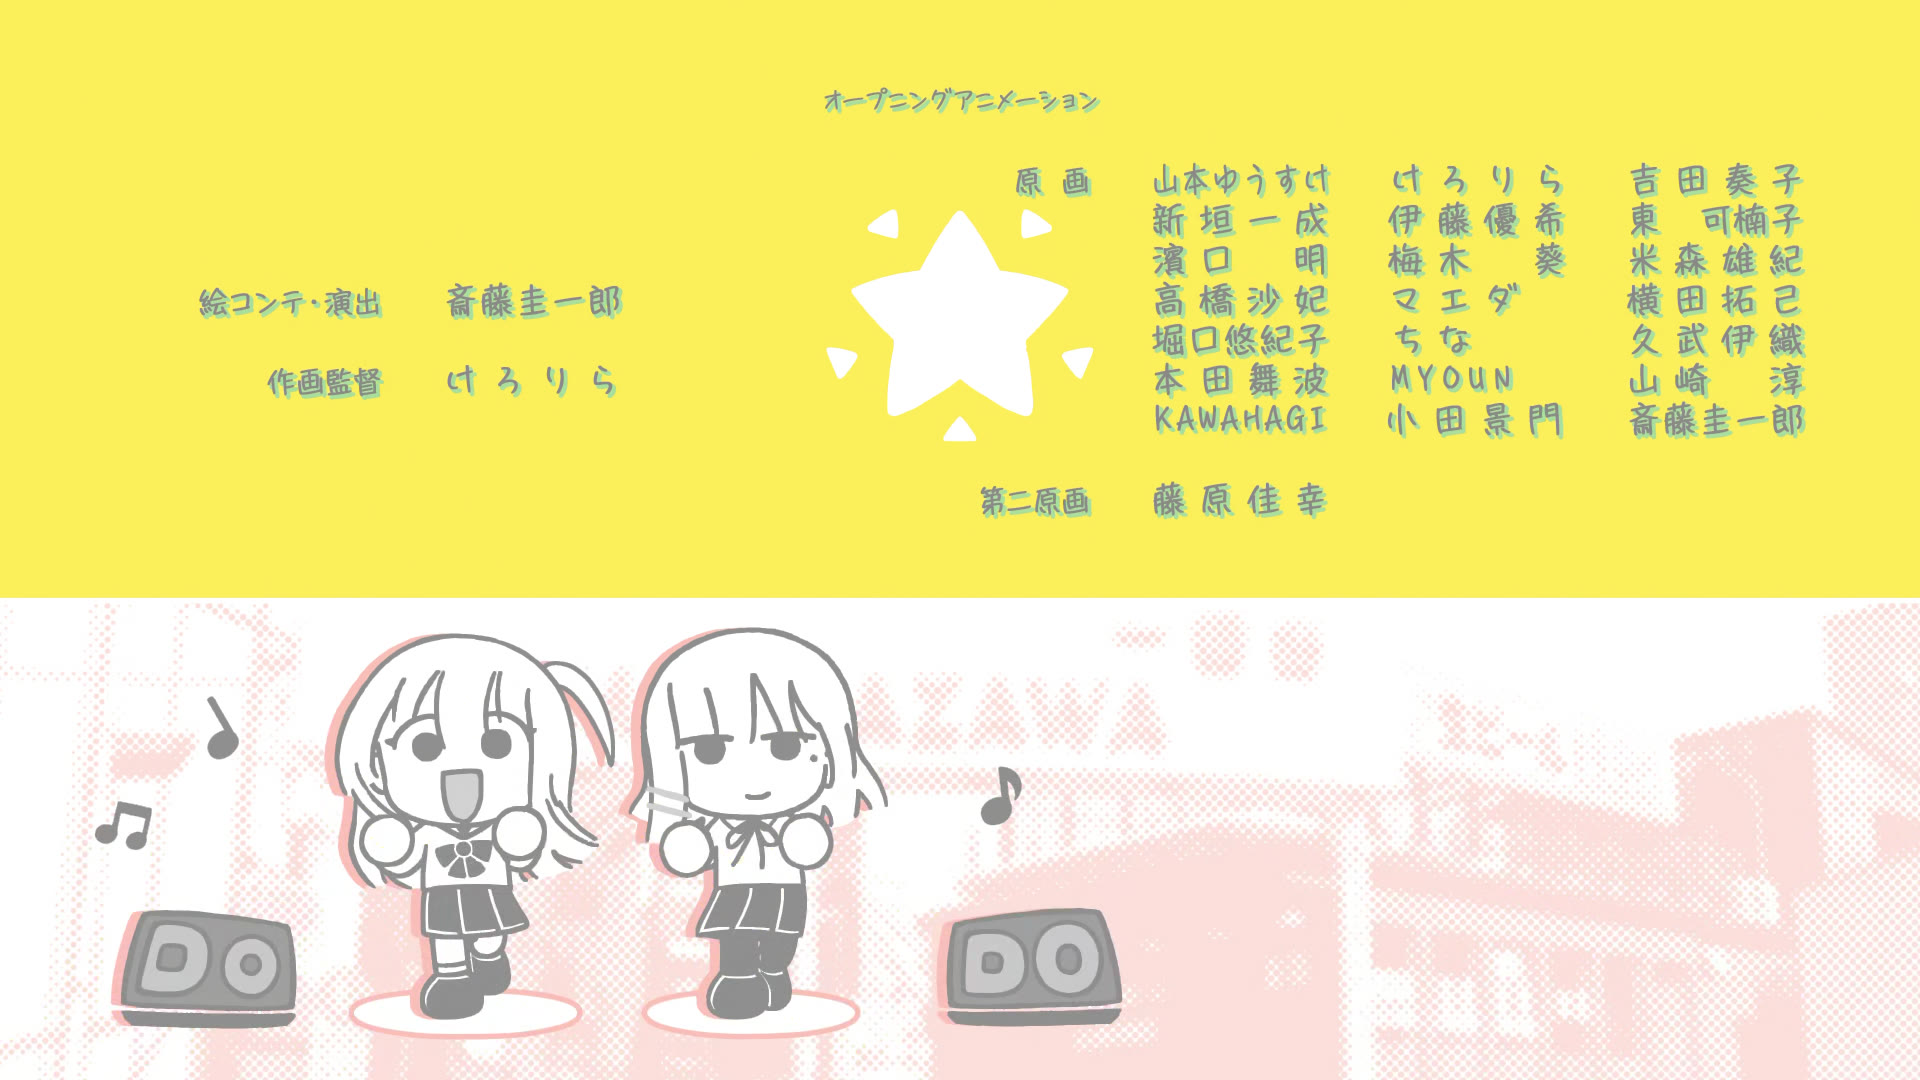 オープニングアニメーション
絵コンテ・演出 斎藤圭一郎
作画監督 けろりら
原画 山本ゆうすけ けろりら 吉田奏子
新垣一成 伊藤優希 東 可楠子
濱口 明 梅木 葵 米森雄紀
高橋沙妃 マエダ 横田拓己
堀口悠紀子 ちな 久武伊織
本田舞波 MYOUN 山崎 淳
KAWAHAGI 小田景門 斎藤圭一郎
第二原画 藤原佳幸
AZAWA